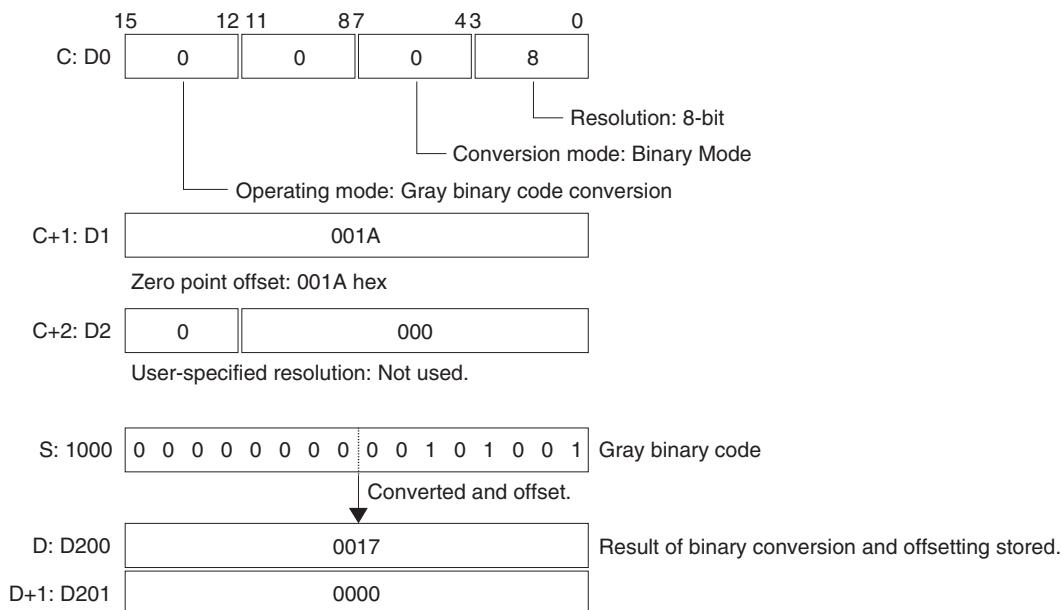 15 12 11 8 7 4 3 0
C: D0 0 0 0 8
Resolution: 8-bit
Conversion mode: Binary Mode
Operating mode: Gray binary code conversion
C+1: D1 001A
Zero point offset: 001A hex
C+2: D2 0 000
User-specified resolution: Not used.
S: 1000 0 0 0 0 0 0 0 0 0 0 1 0 1 0 0 1 Gray binary code
Converted and offset.
D: D200 0017 Result of binary conversion and offsetting stored.
D+1: D201 0000